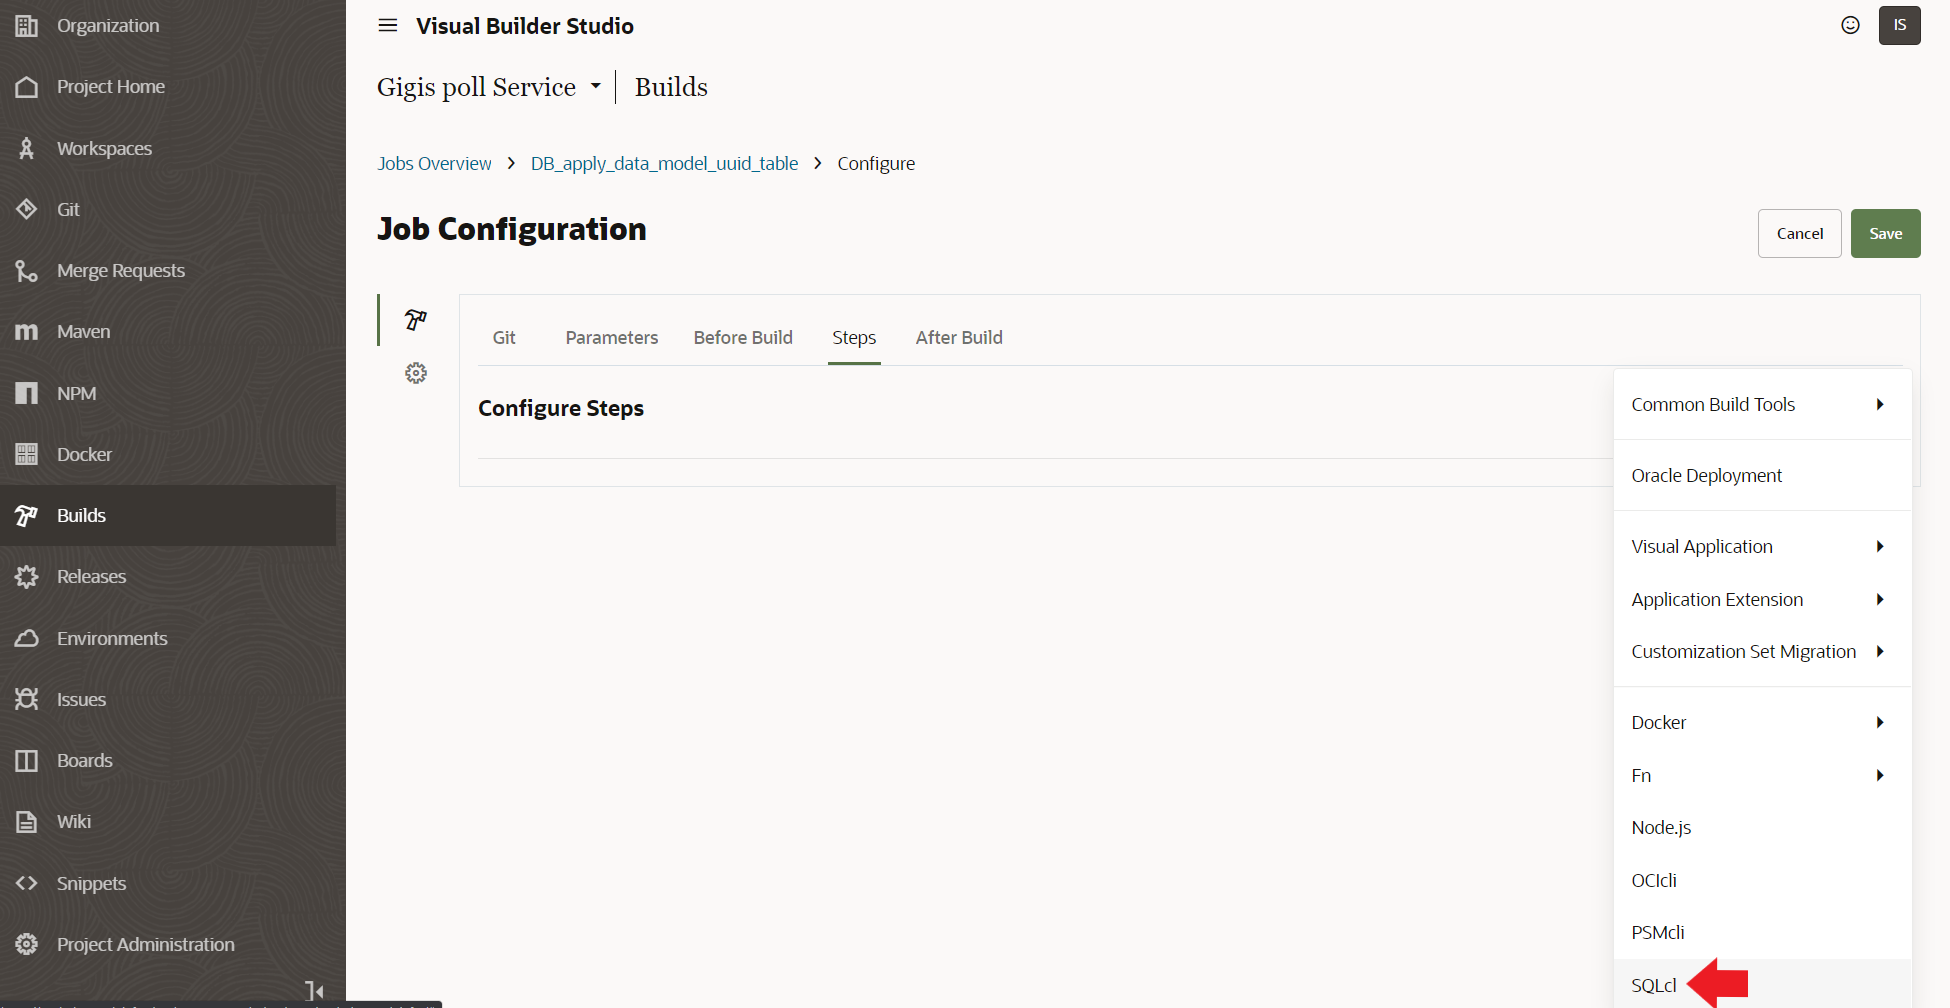 Organization
Project Home
Workspaces
Git
Merge Requests
Maven
NPM
Docker
Builds
Releases
Environments
Issues
Boards
Wiki
Snippets
Project Administration
Visual Builder Studio
IS
Gigis poll Service
Builds
Jobs Overview > DB_apply_data_model_uuid_table > Configure
Job Configuration
Cancel
Save
Git
Parameters
Before Build
Steps
After Build
Configure Steps
Common Build Tools
Oracle Deployment
Visual Application
Application Extension
Customization Set Migration
Docker
Fn
Node.js
OCIcli
PSMcli
SQLcl